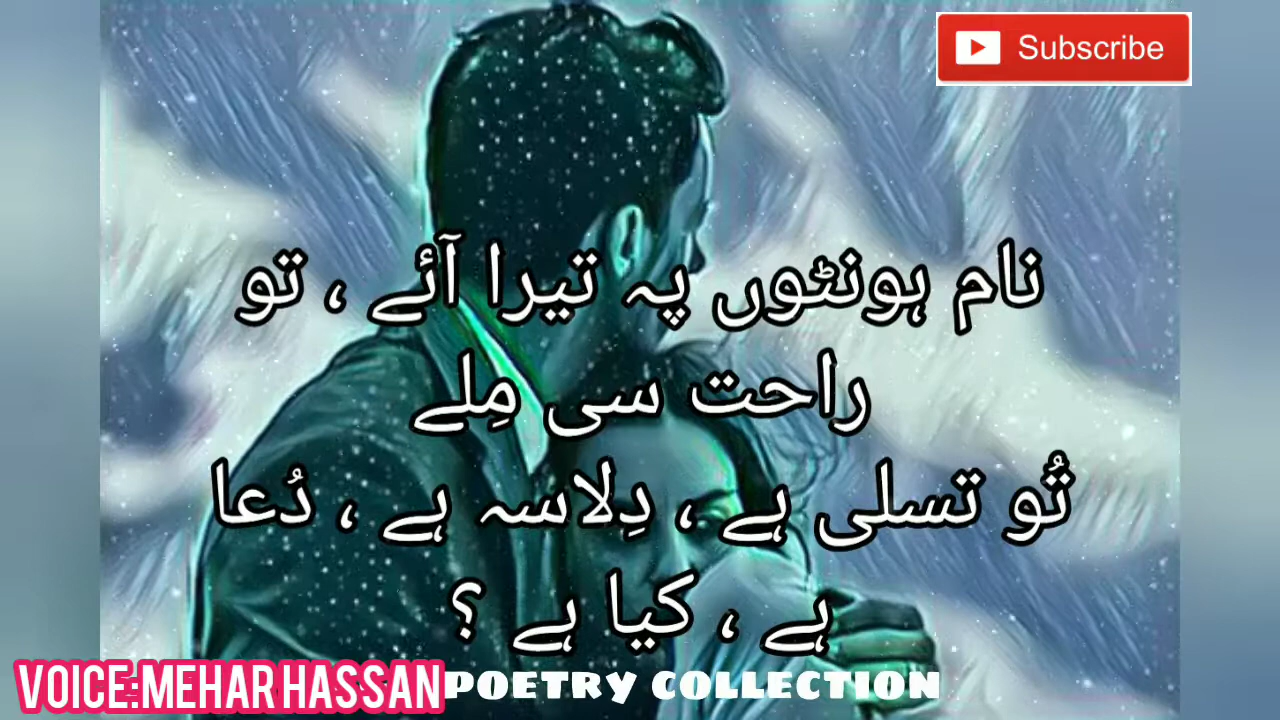 Subscribe
نام ہونٹوں پہ تیرا آئے ، تو
راحت سی مِلے
تُو تسلی ہے ، دِلاسہ ہے ، دُعا
ہے ، کیا ہے ؟
VOICE:MEHAR HASSAN POETRY COLLECTION